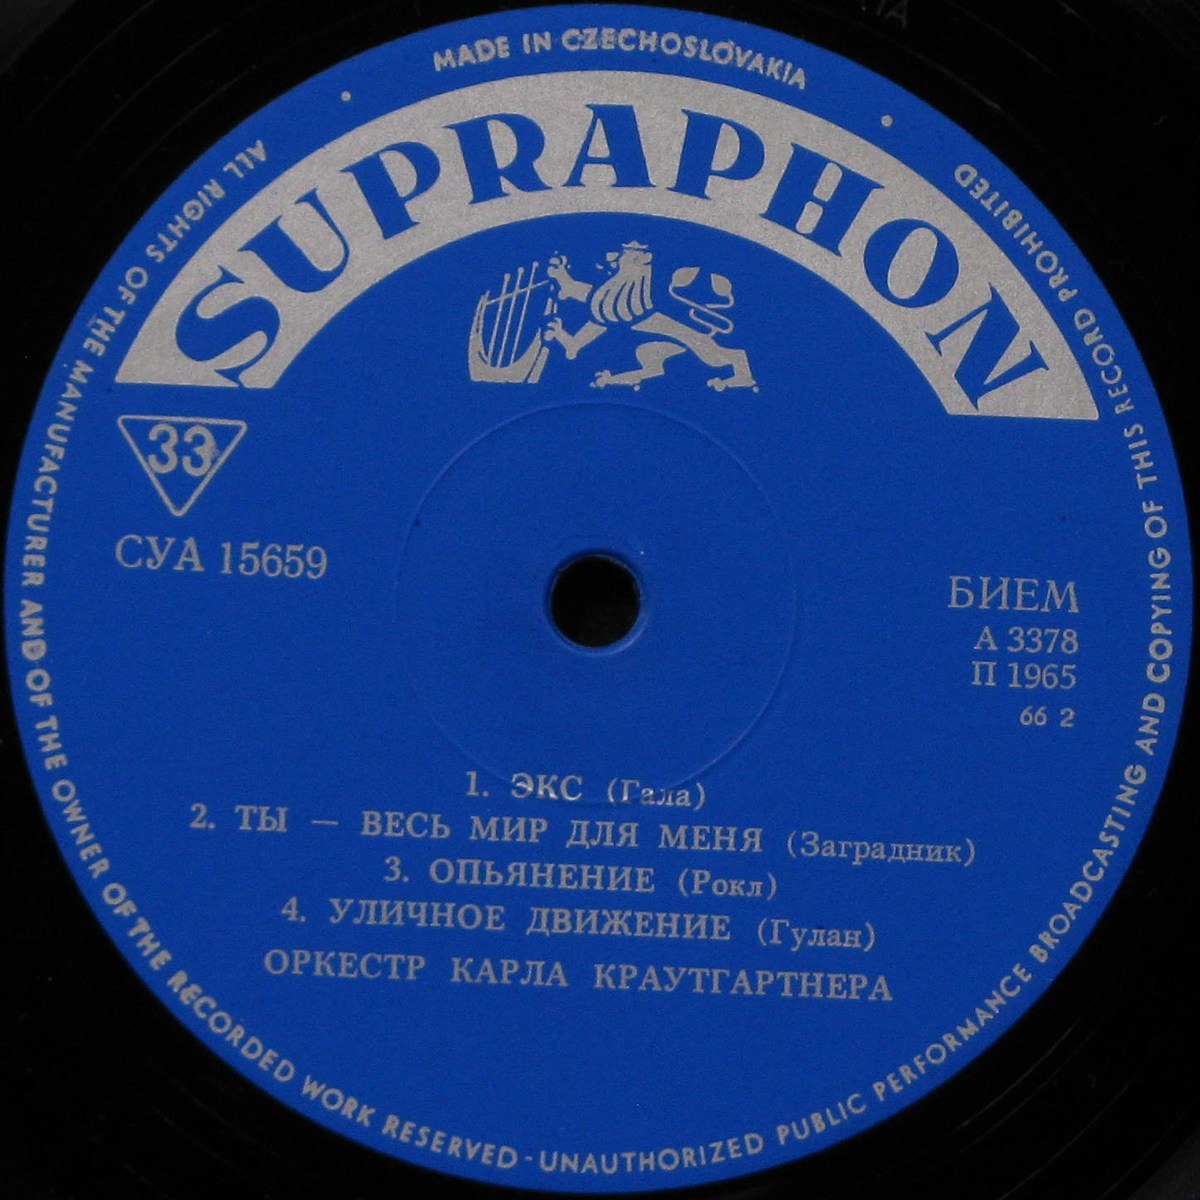 MADE IN CZECHOSLOVAKIA
SUPRAPHON
33
СУА 15659
БИЕМ
А 3378
П 1965
66 2
1. ЭКС (Гала)
2. ТЫ — ВЕСЬ МИР ДЛЯ МЕНЯ (Заградник)
3. ОПЬЯНЕНИЕ (Рокл)
4. УЛИЧНОЕ ДВИЖЕНИЕ (Гулан)
ОРКЕСТР КАРЛА КРАУТГАРТНЕРА
ALL RIGHTS OF THE MANUFACTURER AND OF THE OWNER OF THE RECORDED WORK RESERVED - UNAUTHORIZED PUBLIC PERFORMANCE BROADCASTING AND COPYING OF THIS RECORD PROHIBITED